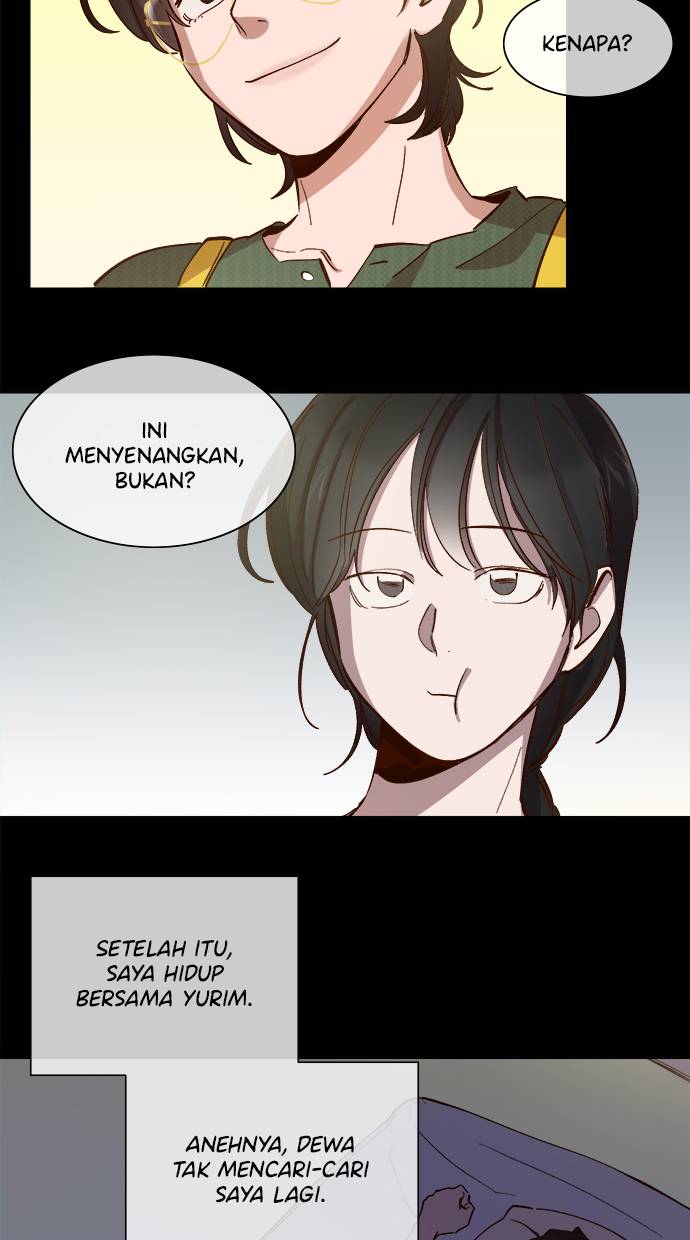 KENAPA?
INI
MENYENANGKAN,
BUKAN?
SETELAH ITU,
SAYA HIDUP
BERSAMA YURIM.
ANEHNYA, DEWA
TAK MENCARI-CARI
SAYA LAGI.